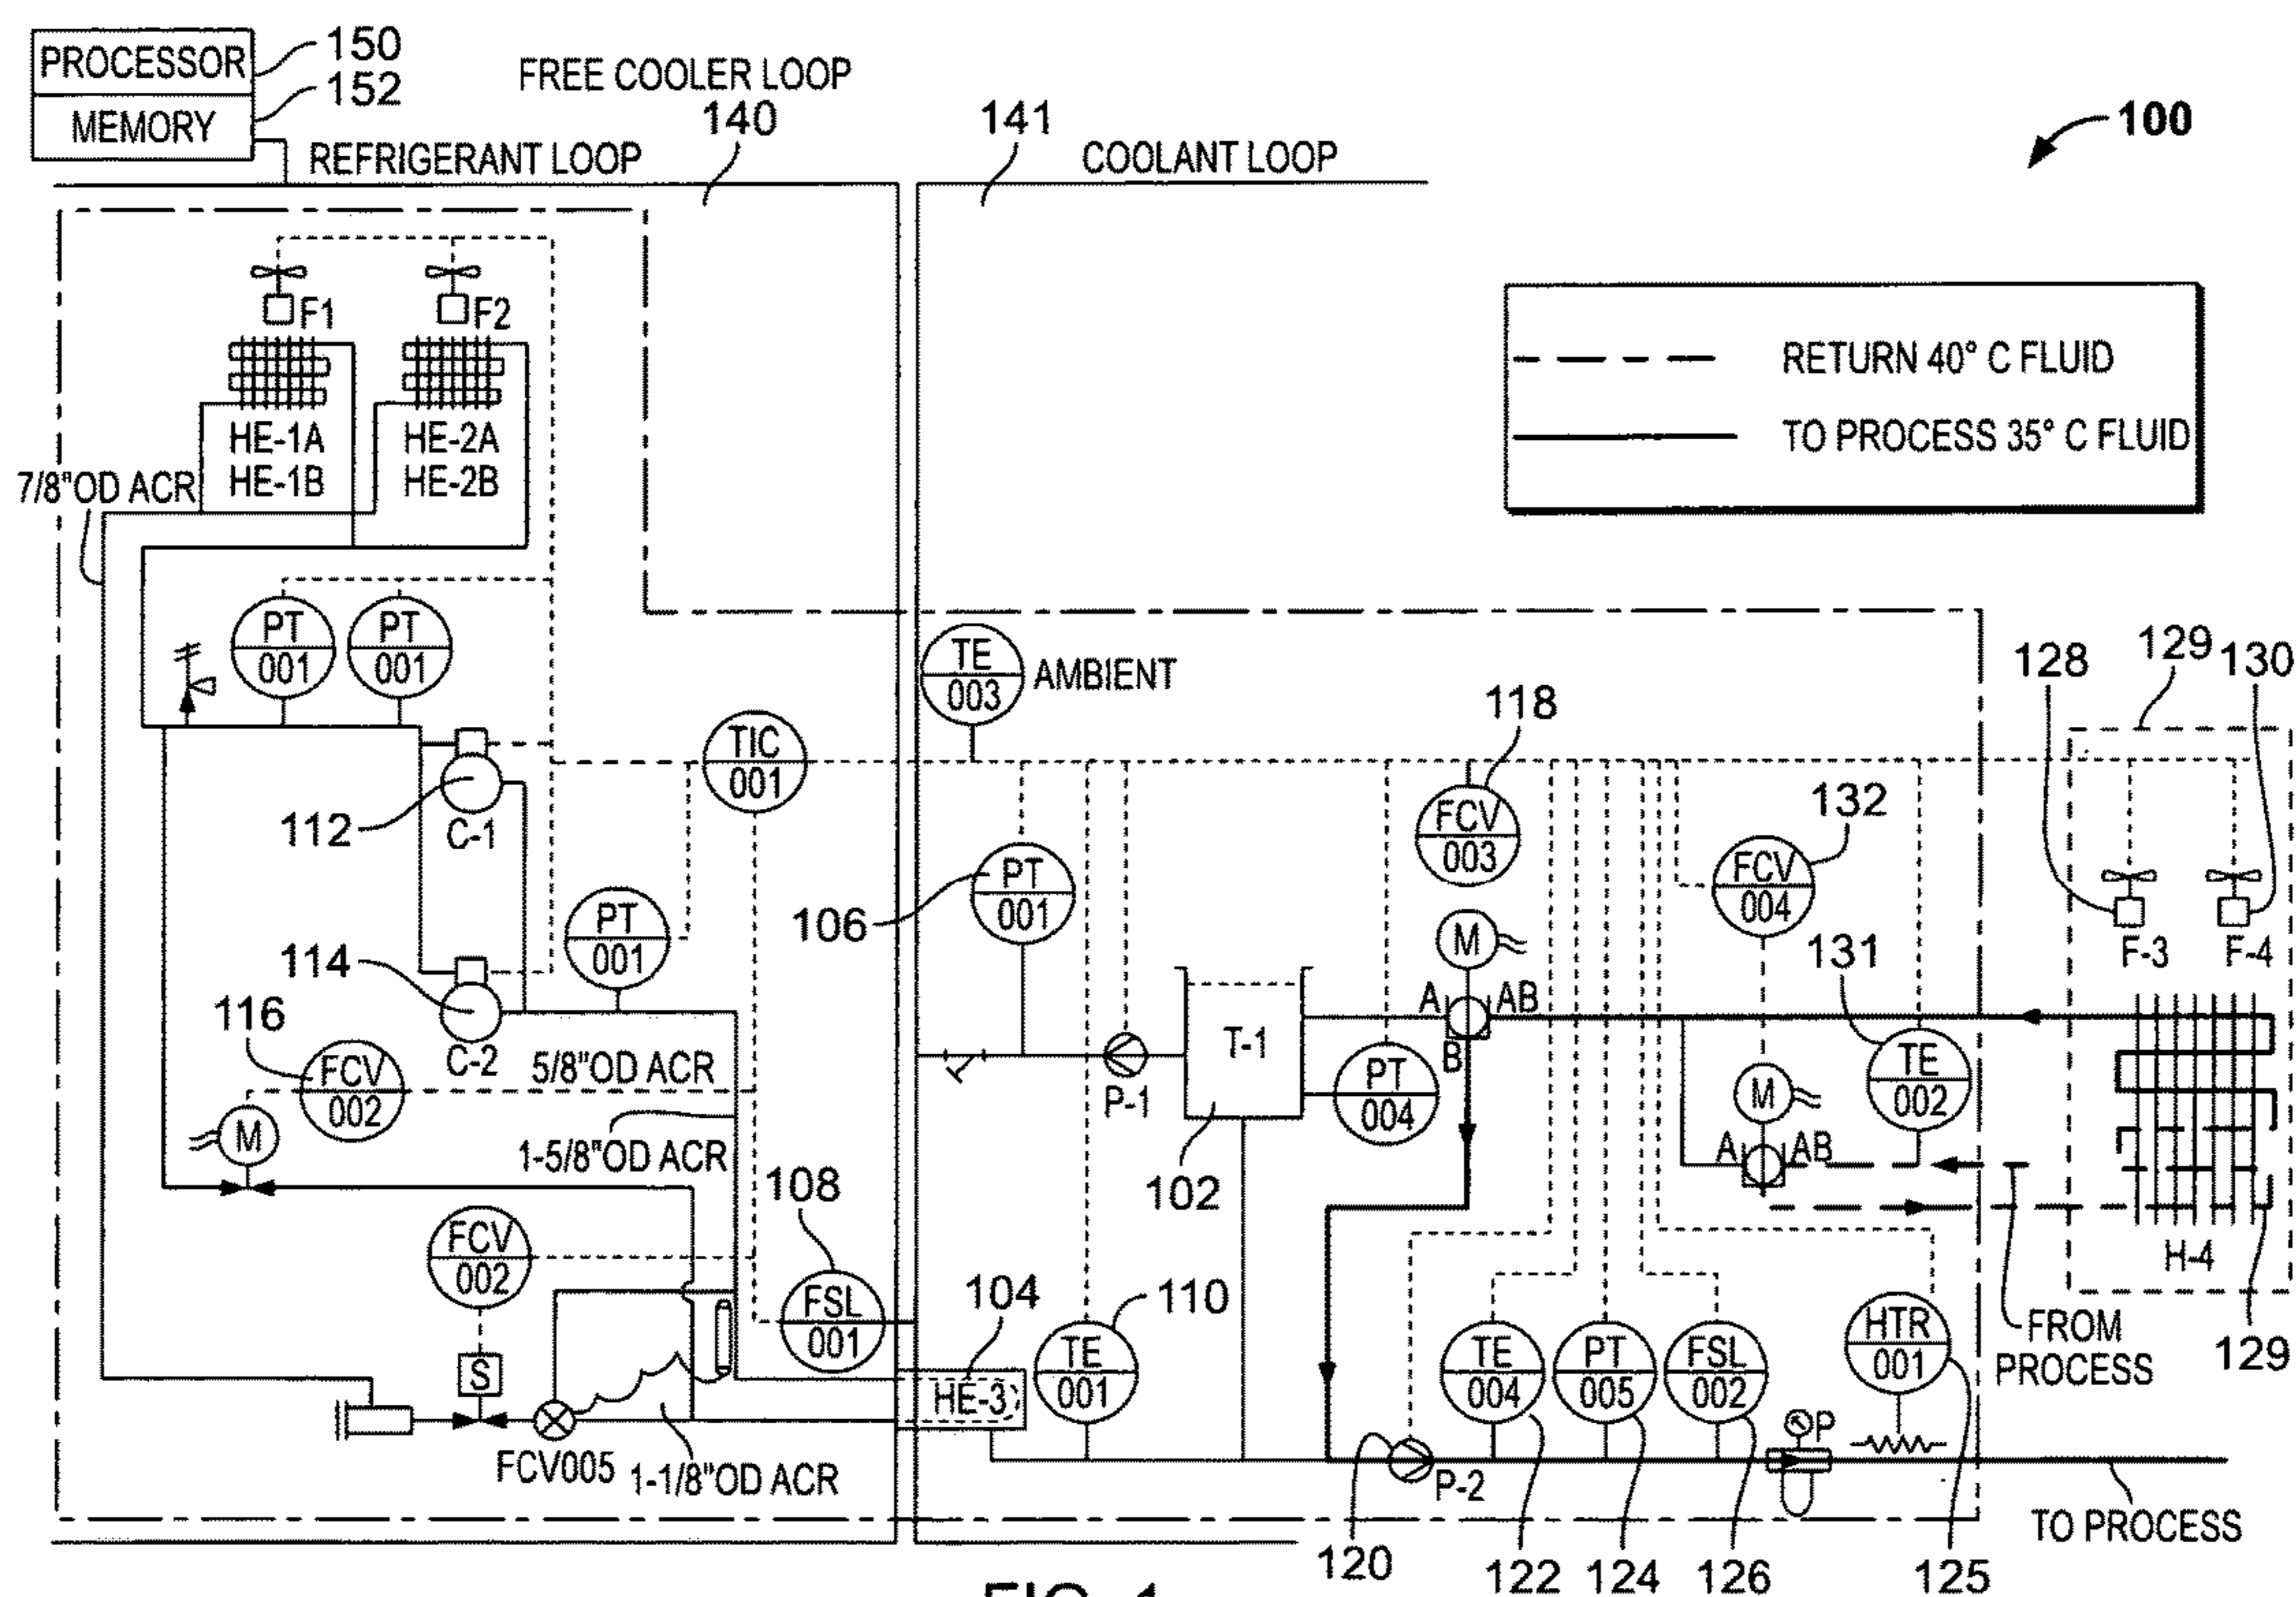 PROCESSOR
150
MEMORY
152
FREE COOLER LOOP
140
REFRIGERANT LOOP
141
COOLANT LOOP
100
RETURN 40° C FLUID
TO PROCESS 35° C FLUID
F1
F2
HE-1A
HE-1B
HE-2A
HE-2B
7/8"OD ACR
PT
001
PT
001
TE
003
AMBIENT
TIC
001
112
C-1
114
C-2
PT
001
116
FCV
002
M
5/8"OD ACR
1-5/8"OD ACR
FCV
002
S
FCV005
1-1/8"OD ACR
108
FSL
001
104
HE-3
106
PT
001
P-1
T-1
102
110
TE
001
118
FCV
003
M
A
AB
B
PT
004
132
FCV
004
M
A
AB
131
TE
002
128
129
130
F-3
F-4
H-4
129
FROM
PROCESS
120
P-2
TE
004
122
PT
005
124
FSL
002
126
P
HTR
001
125
TO PROCESS